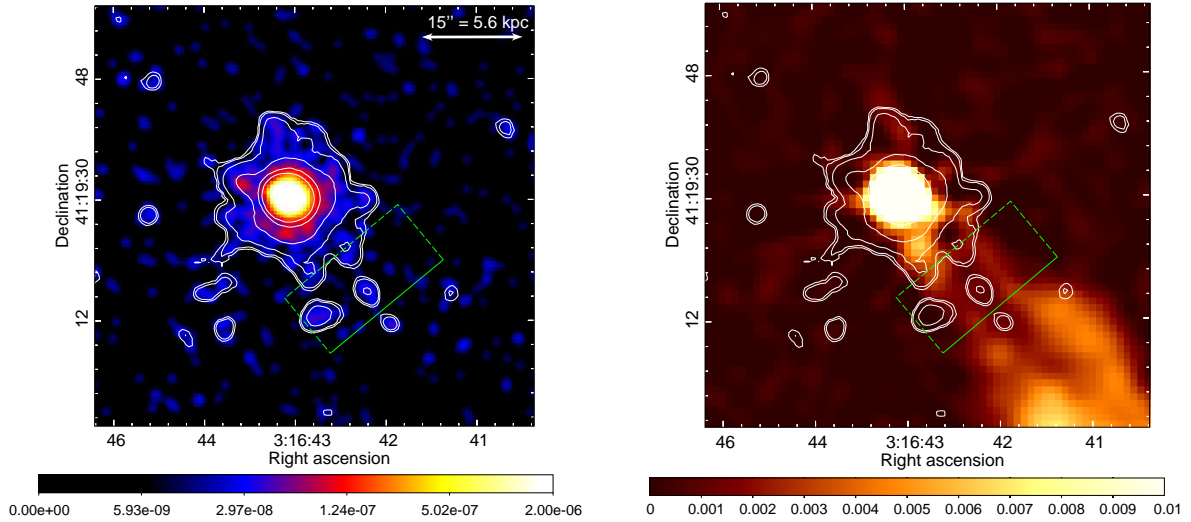 15’’ = 5.6 kpc
48
41:19:30
12
Declination
46 44 3:16:43 42 41
Right ascension
0.00e+00 5.93e-09 2.97e-08 1.24e-07 5.02e-07 2.00e-06
48
41:19:30
12
Declination
46 44 3:16:43 42 41
Right ascension
0 0.001 0.002 0.003 0.004 0.005 0.006 0.007 0.008 0.009 0.01